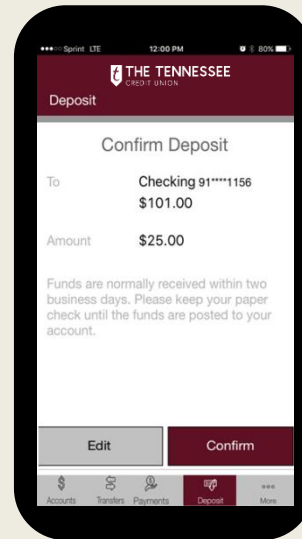 Sprint LTE 12:00 PM 80%
t THE TENNESSEE
CREDIT UNION
Deposit
Confirm Deposit
To Checking 91****1156
$101.00
Amount $25.00
Funds are normally received within two
business days. Please keep your paper
check until the funds are posted to your
account.
Edit Confirm
Accounts Transfers Payments Deposit More